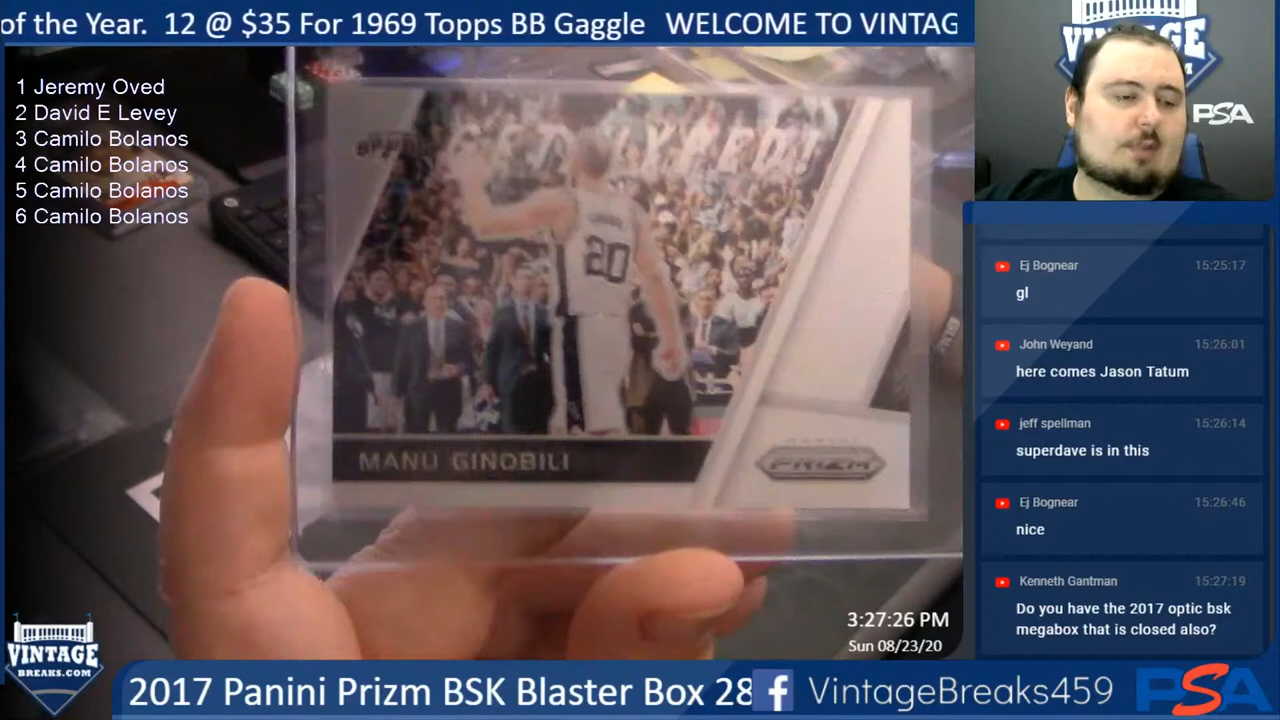 of the Year.  12 @ $35 For 1969 Topps BB Gaggle   WELCOME TO VINTAG
1 Jeremy Oved
2 David E Levey
3 Camilo Bolanos
4 Camilo Bolanos
5 Camilo Bolanos
6 Camilo Bolanos
GET HYPED!
20
MANU GINOBILI
PANINI
PRIZM
VINTAGE
PSA
Ej Bognear 15:25:17
gl
John Weyand 15:26:01
here comes Jason Tatum
jeff spellman 15:26:14
superdave is in this
Ej Bognear 15:26:46
nice
Kenneth Gantman 15:27:19
Do you have the 2017 optic bsk
megabox that is closed also?
3:27:26 PM
Sun 08/23/20
VINTAGE
BREAKS.COM
2017 Panini Prizm BSK Blaster Box 28
f VintageBreaks459
PSA